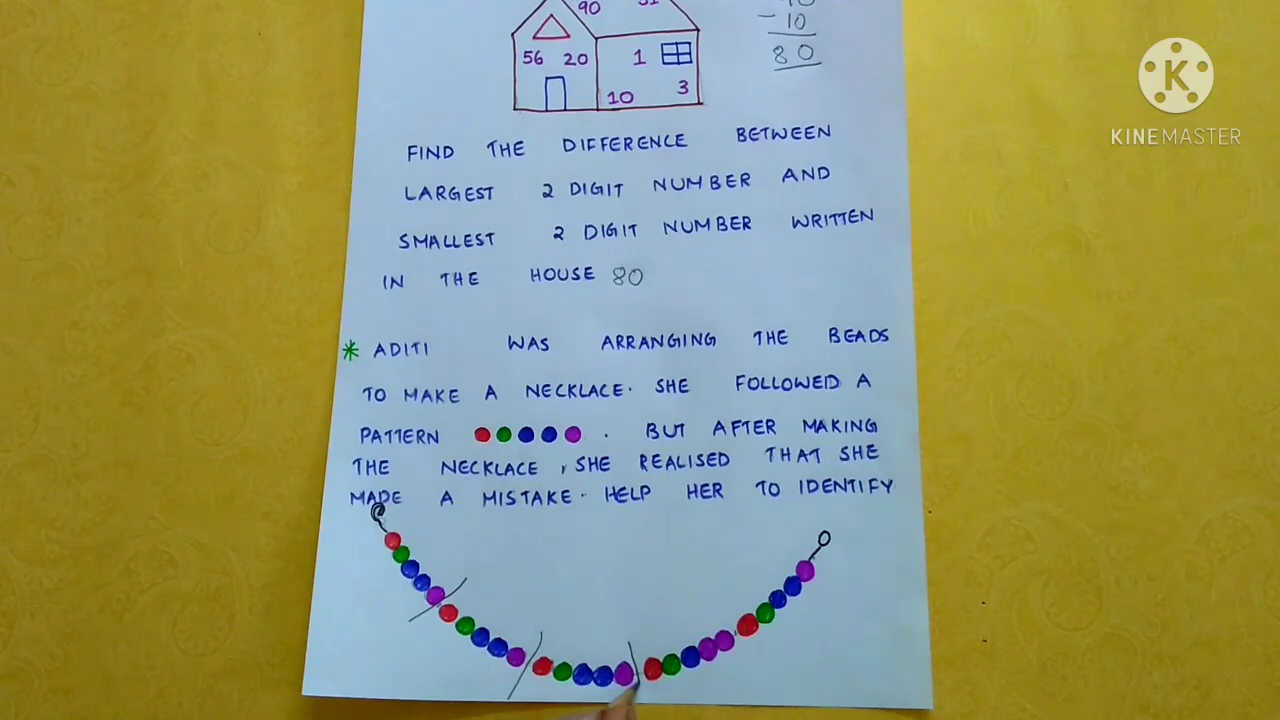 90 31
56 20 1
10 3
- 10
80
FIND THE DIFFERENCE BETWEEN
LARGEST 2 DIGIT NUMBER AND
SMALLEST 2 DIGIT NUMBER WRITTEN
IN THE HOUSE 80
* ADITI WAS ARRANGING THE BEADS
TO MAKE A NECKLACE. SHE FOLLOWED A
PATTERN . BUT AFTER MAKING
THE NECKLACE, SHE REALISED THAT SHE
MADE A MISTAKE. HELP HER TO IDENTIFY
K
KINEMASTER